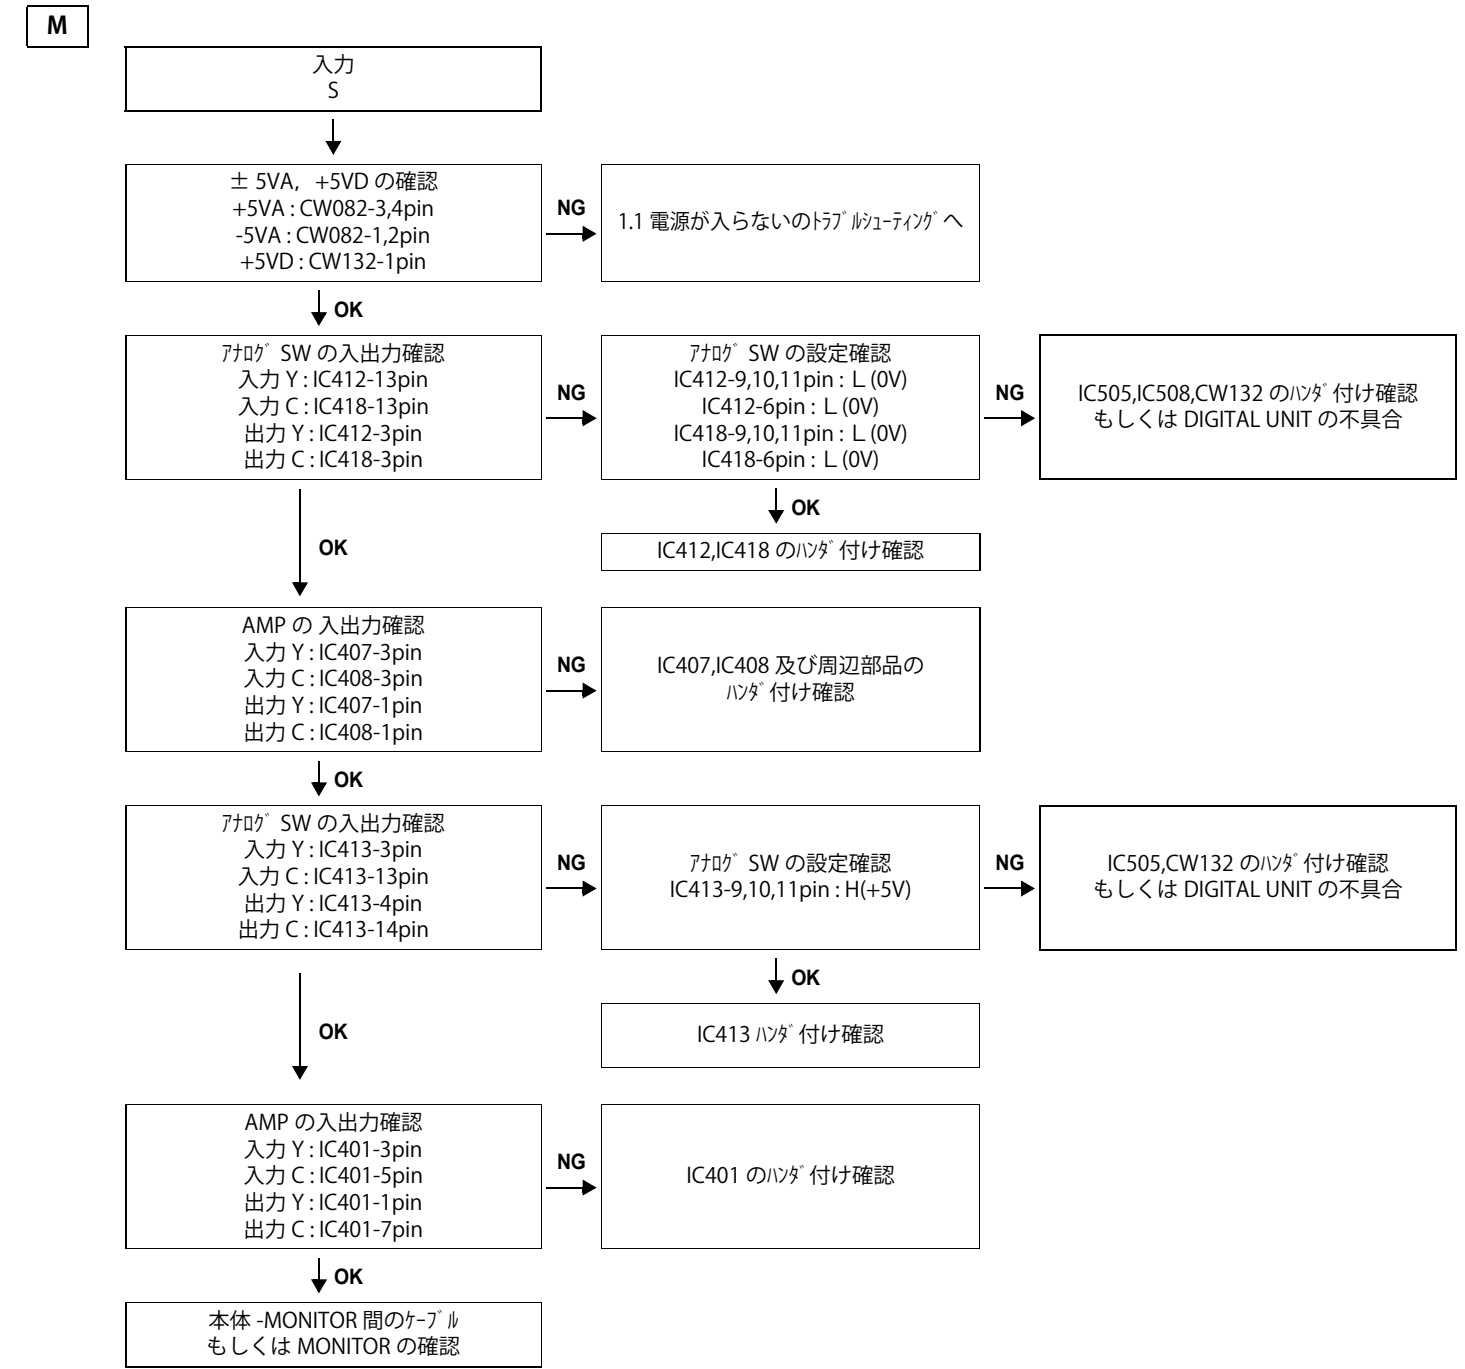 M
入力
S
± 5VA, +5VD の確認
+5VA : CW082-3,4pin
-5VA : CW082-1,2pin
+5VD : CW132-1pin
NG
1.1 電源が入らないのﾄﾗﾌﾞﾙｼｭｰﾃｨﾝｸﾞへ
OK
ｱﾅﾛｸﾞ SW の入出力確認
入力 Y : IC412-13pin
入力 C : IC418-13pin
出力 Y : IC412-3pin
出力 C : IC418-3pin
NG
ｱﾅﾛｸﾞ SW の設定確認
IC412-9,10,11pin : L (0V)
IC412-6pin : L (0V)
IC418-9,10,11pin : L (0V)
IC418-6pin : L (0V)
NG
IC505,IC508,CW132 のﾊﾝﾀﾞ付け確認
もしくは DIGITAL UNIT の不具合
OK
IC412,IC418 のﾊﾝﾀﾞ付け確認
OK
AMP の 入出力確認
入力 Y : IC407-3pin
入力 C : IC408-3pin
出力 Y : IC407-1pin
出力 C : IC408-1pin
NG
IC407,IC408 及び周辺部品の
ﾊﾝﾀﾞ付け確認
OK
ｱﾅﾛｸﾞ SW の入出力確認
入力 Y : IC413-3pin
入力 C : IC413-13pin
出力 Y : IC413-4pin
出力 C : IC413-14pin
NG
ｱﾅﾛｸﾞ SW の設定確認
IC413-9,10,11pin : H(+5V)
NG
IC505,CW132 のﾊﾝﾀﾞ付け確認
もしくは DIGITAL UNIT の不具合
OK
IC413 ﾊﾝﾀﾞ付け確認
OK
AMP の入出力確認
入力 Y : IC401-3pin
入力 C : IC401-5pin
出力 Y : IC401-1pin
出力 C : IC401-7pin
NG
IC401 のﾊﾝﾀﾞ付け確認
OK
本体 -MONITOR 間のｹｰﾌﾞﾙ
もしくは MONITOR の確認